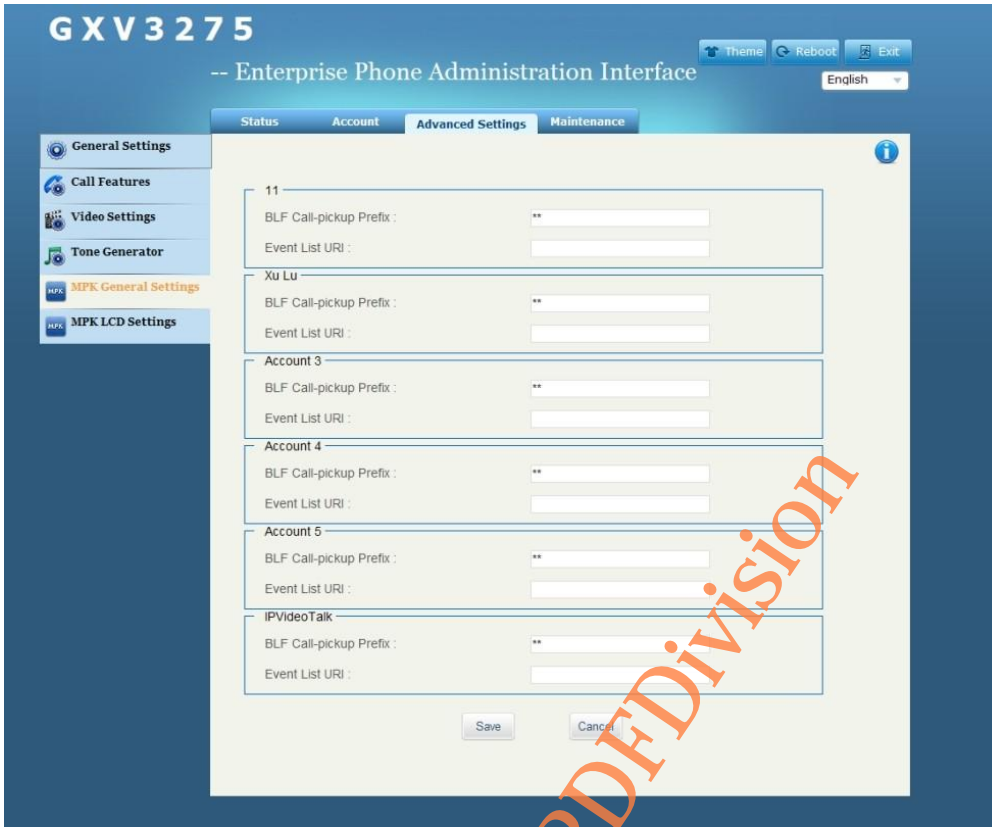 GXV3275
-- Enterprise Phone Administration Interface
Theme Reboot Exit
English
Status Account Advanced Settings Maintenance
General Settings
Call Features
Video Settings
Tone Generator
MPK MPK General Settings
MPK MPK LCD Settings
11
BLF Call-pickup Prefix : **
Event List URI :
Xu Lu
BLF Call-pickup Prefix : **
Event List URI :
Account 3
BLF Call-pickup Prefix : **
Event List URI :
Account 4
BLF Call-pickup Prefix : **
Event List URI :
Account 5
BLF Call-pickup Prefix : **
Event List URI :
IPVideoTalk
BLF Call-pickup Prefix : **
Event List URI :
Save Cancel
PDFDivision